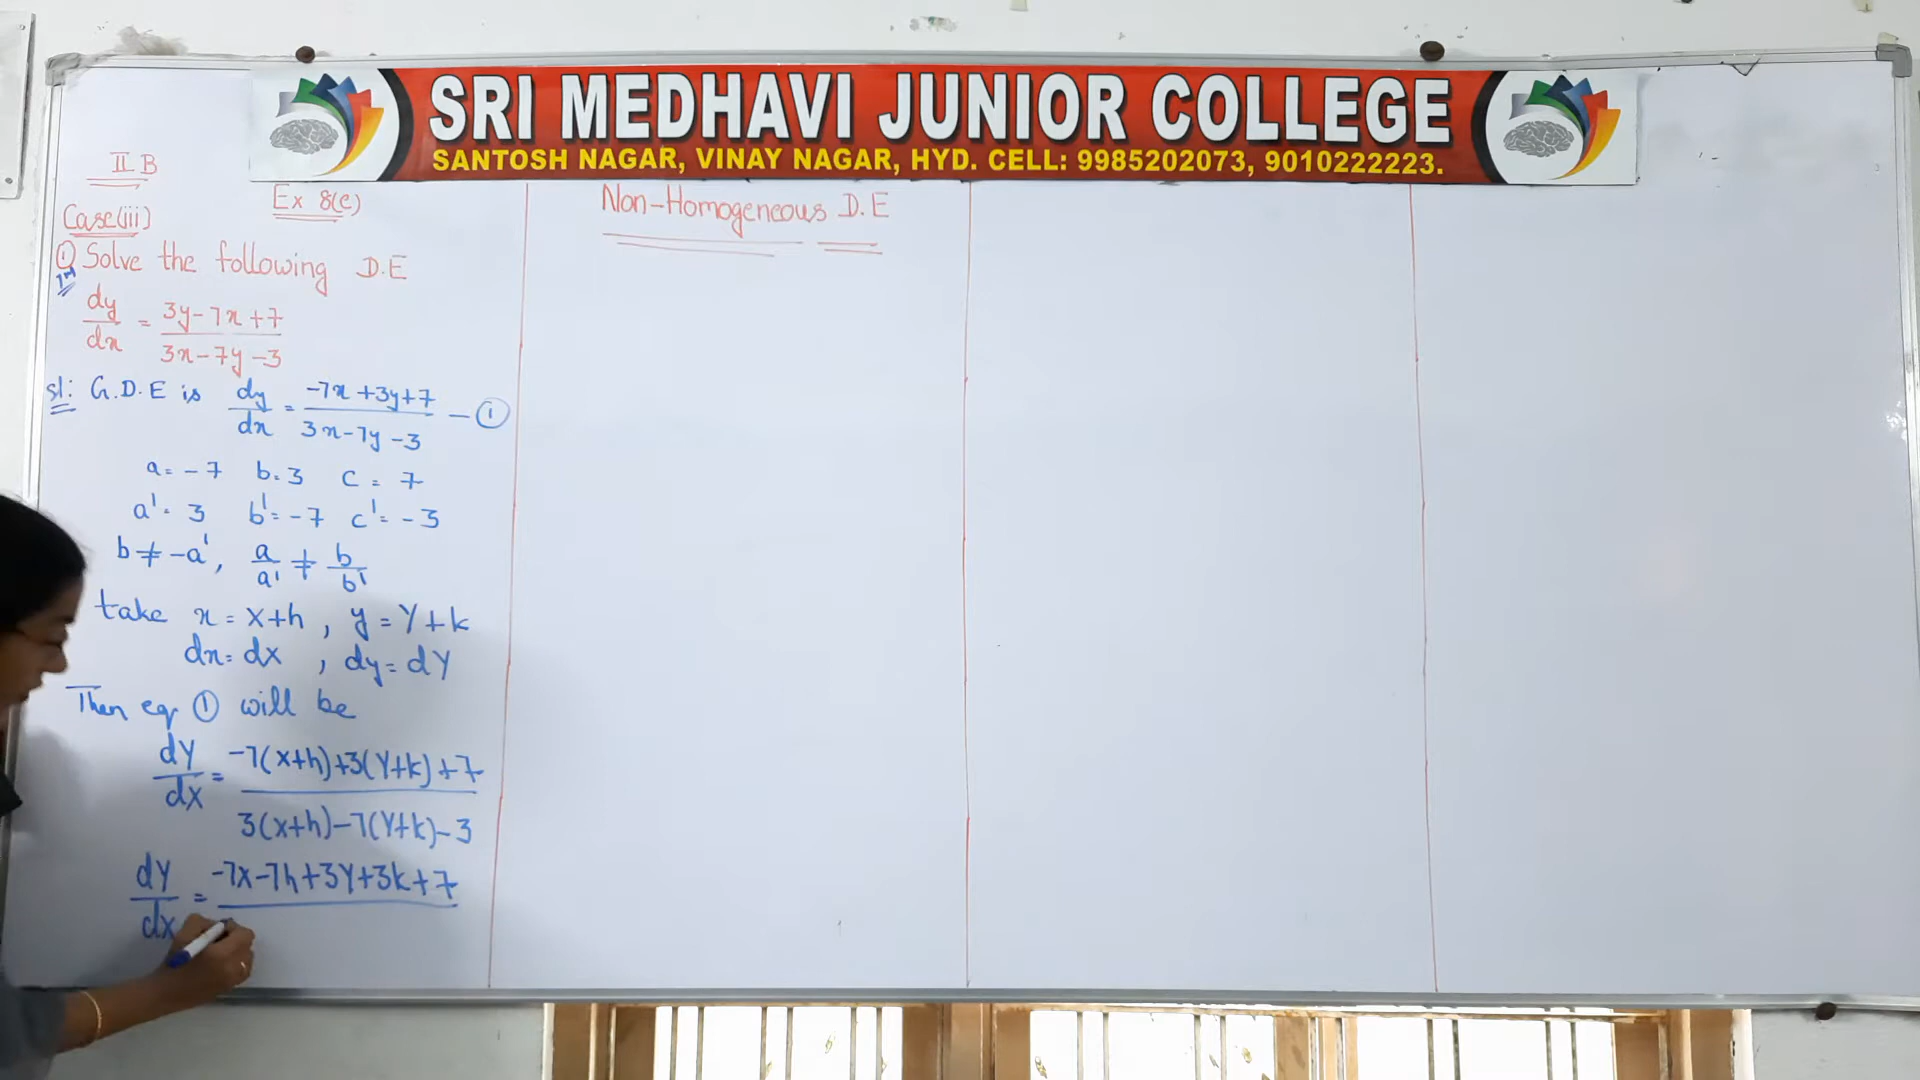 SRI MEDHAVI JUNIOR COLLEGE
SANTOSH NAGAR, VINAY NAGAR, HYD. CELL: 9985202073, 9010222223.
II B
Ex 8(e)
Non-Homogeneous D.E
Case(iii)
① Solve the following D.E
dy/dx = 3y-7x+7 / 3x-7y-3
sl: G.D.E is dy/dx = -7x+3y+7 / 3x-7y-3 - ①
a = -7 b = 3 c = 7
a' = 3 b' = -7 c' = -3
b ≠ -a', a/a' ≠ b/b'
take x = X+h, y = Y+k
dx = dX, dy = dY
Then eq ① will be
dY/dX = -7(X+h)+3(Y+k)+7 / 3(X+h)-7(Y+k)-3
dY/dX = -7X-7h+3Y+3k+7